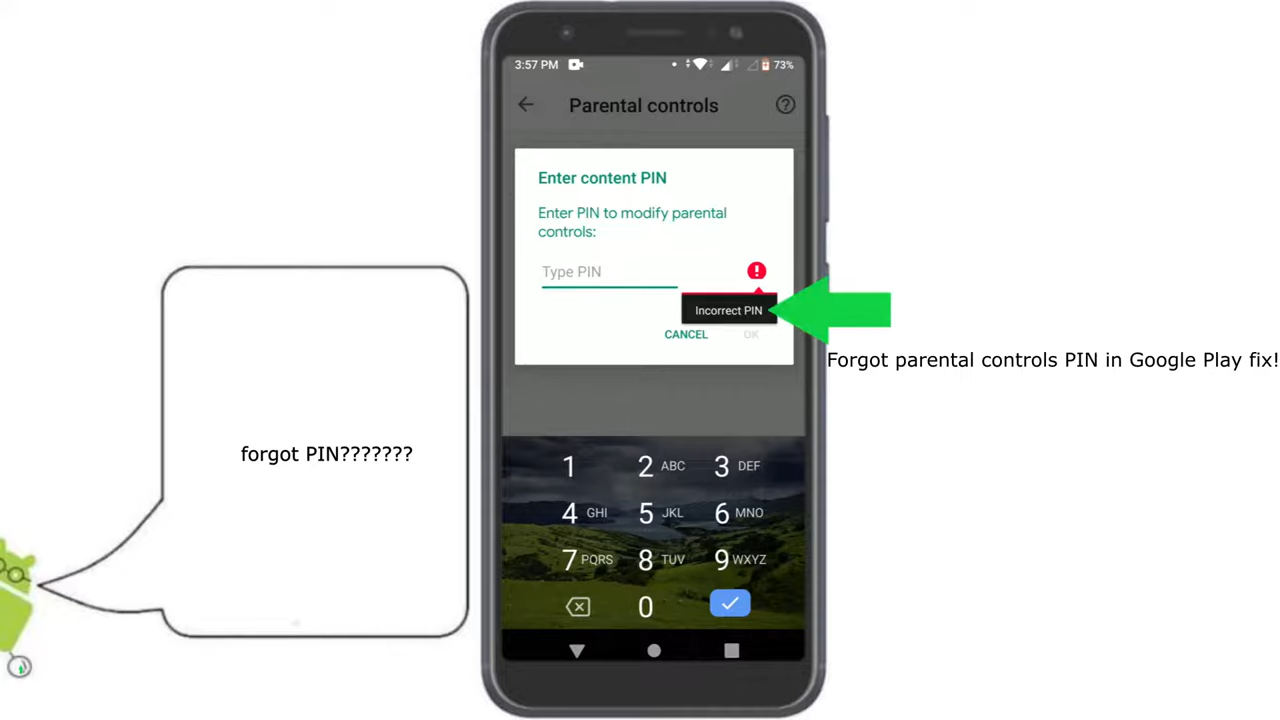 3:57 PM
73%
Parental controls
Enter content PIN
Enter PIN to modify parental
controls:
Type PIN
Incorrect PIN
CANCEL
OK
Forgot parental controls PIN in Google Play fix!
forgot PIN???????
1
2 ABC
3 DEF
4 GHI
5 JKL
6 MNO
7 PQRS
8 TUV
9 WXYZ
0